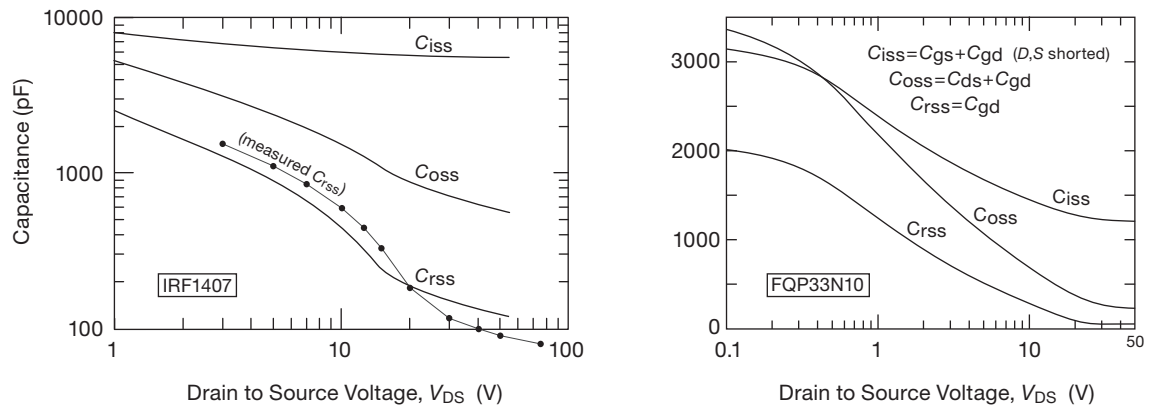 10000
1000
100
Capacitance (pF)
Ciss
(measured Crss)
Coss
Crss
IRF1407
1
10
100
Drain to Source Voltage, VDS (V)
3000
2000
1000
0
Ciss=Cgs+Cgd (D,S shorted)
Coss=Cds+Cgd
Crss=Cgd
Ciss
Coss
Crss
FQP33N10
0.1
1
10
50
Drain to Source Voltage, VDS (V)